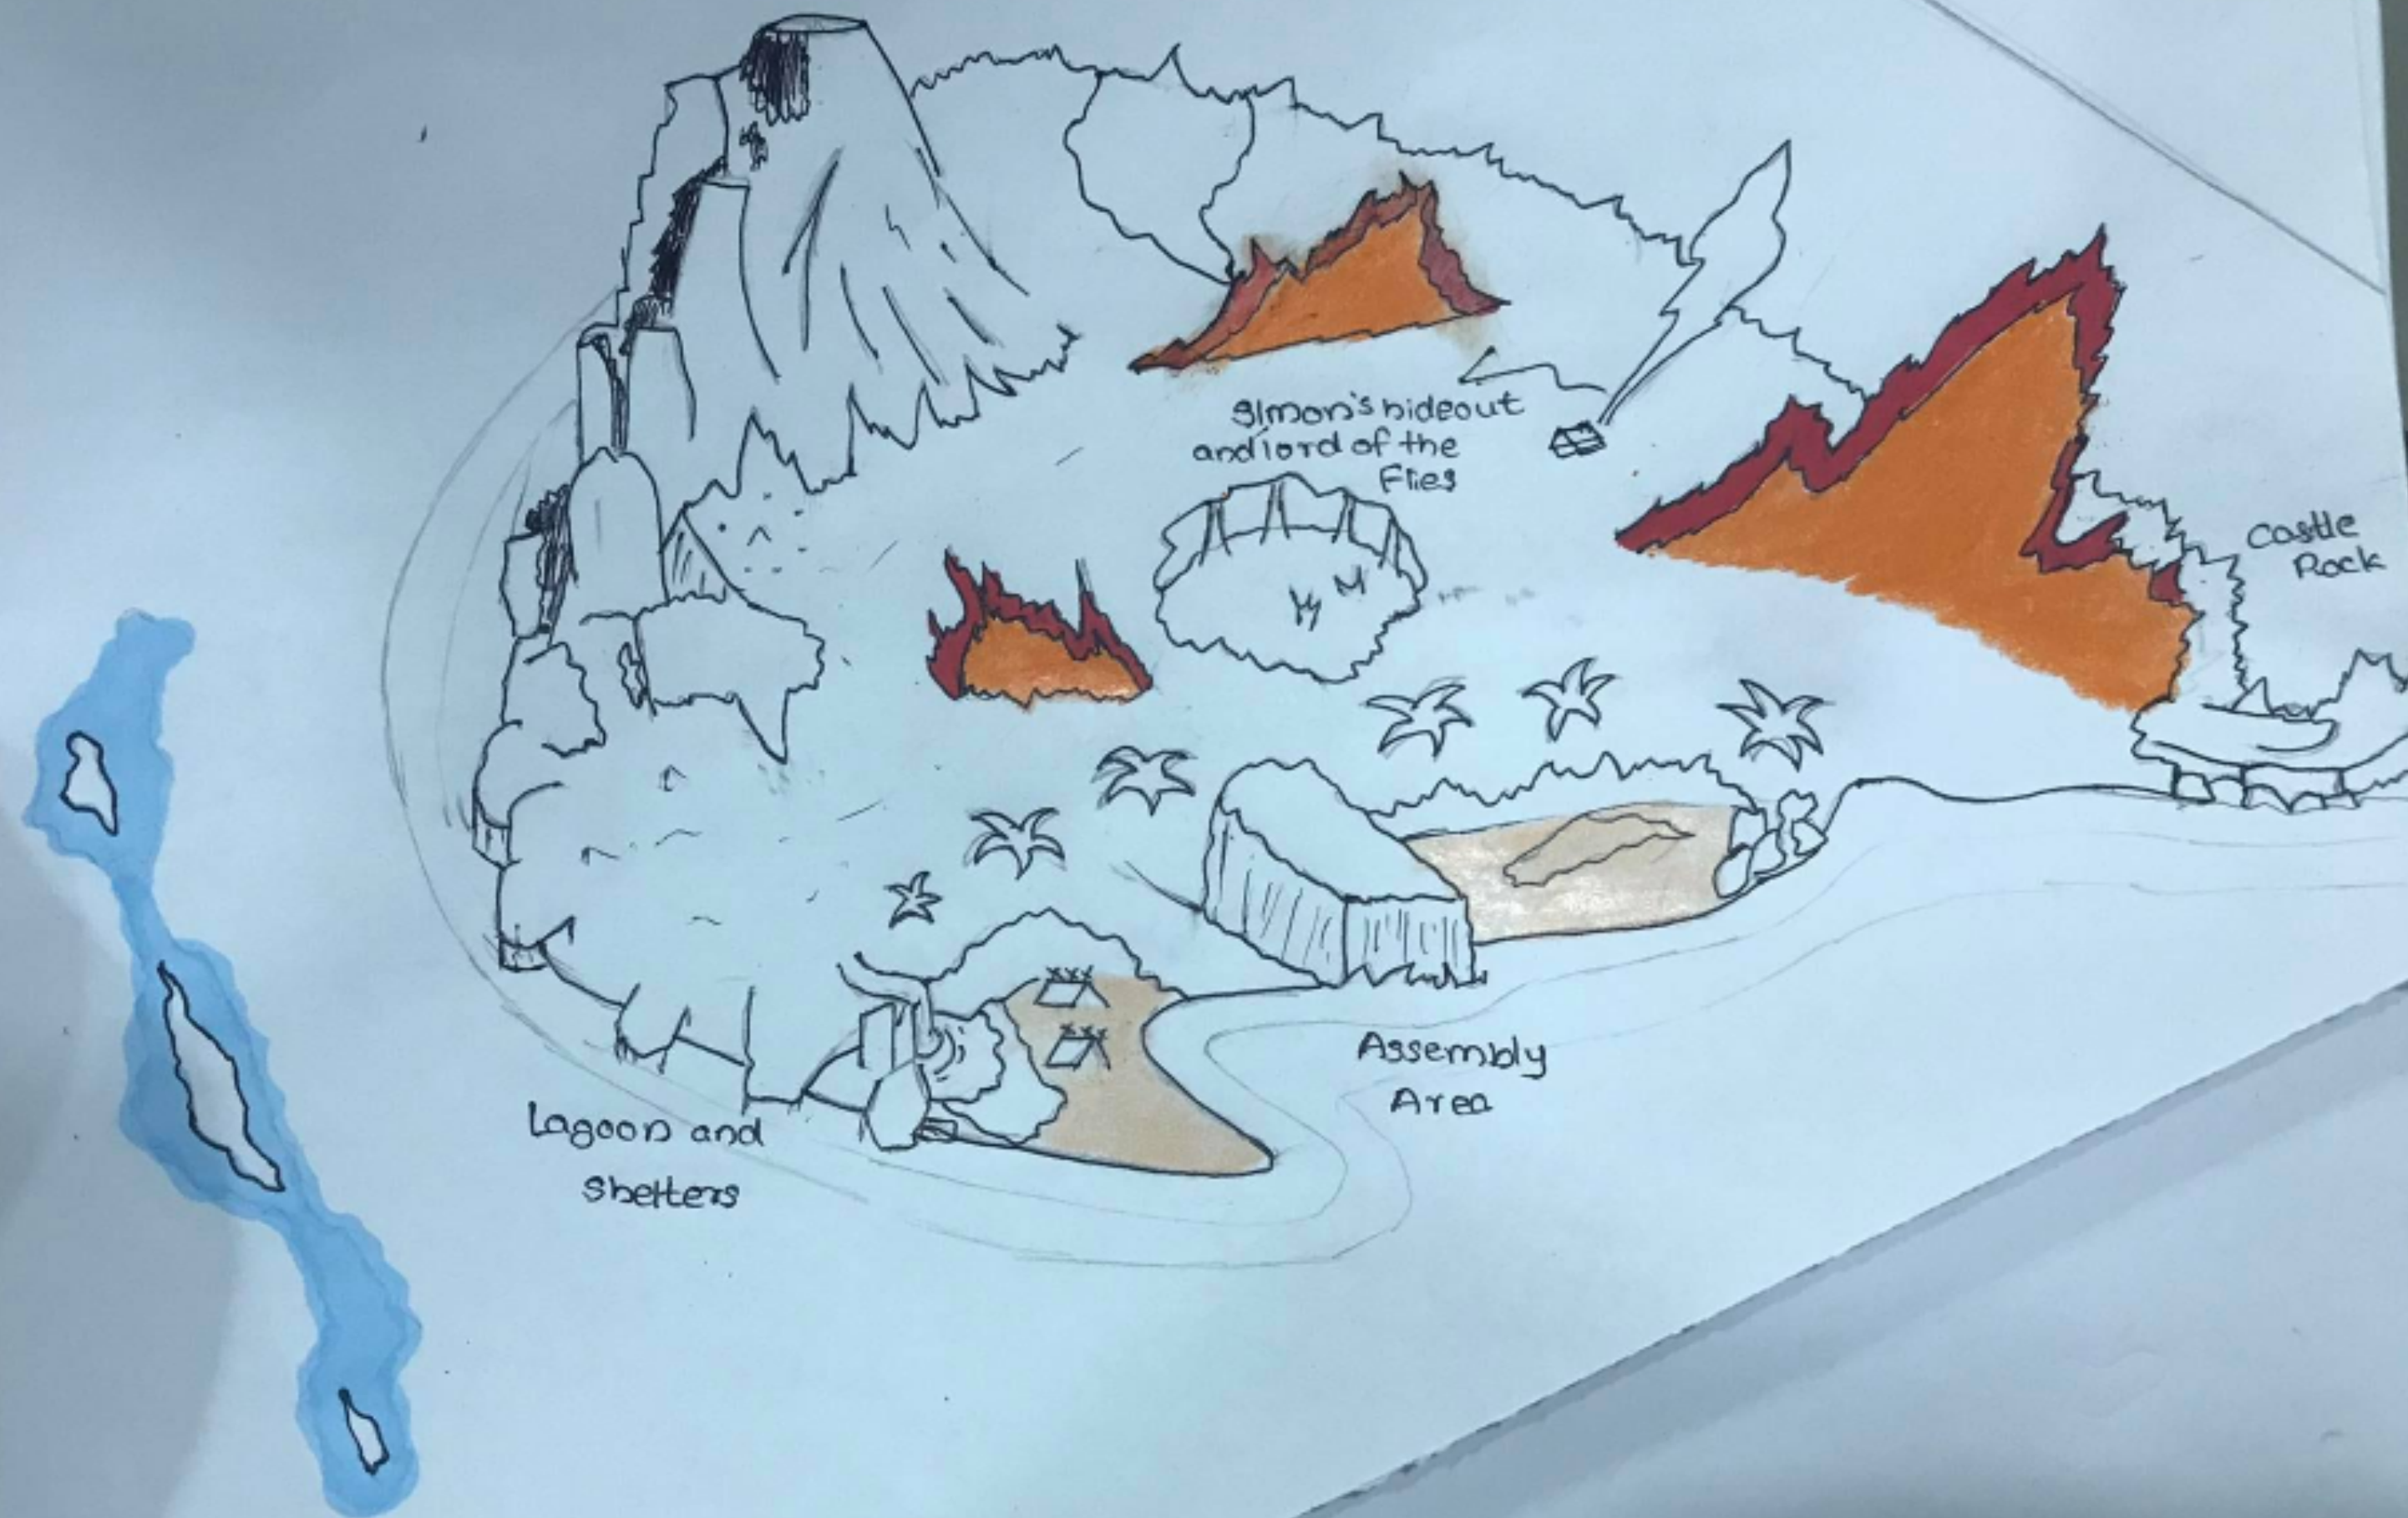 Simon's hideout
and lord of the
Flies
Castle
Rock
Assembly
Area
Lagoon and
Shelters